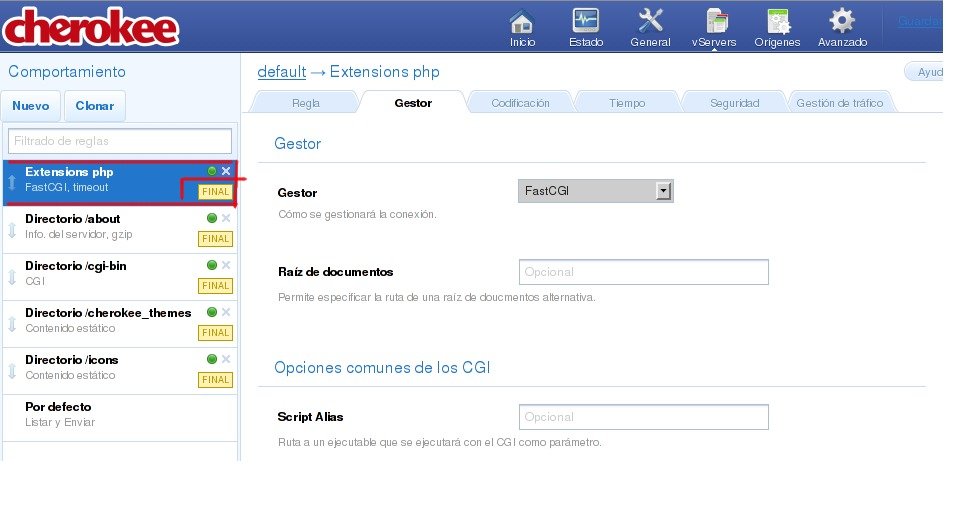 cherokee
Inicio
Estado
General
vServers
Orígenes
Avanzado
Guardar
Comportamiento
Nuevo
Clonar
Filtrado de reglas
Extensions php
FastCGI, timeout
FINAL
Directorio /about
Info. del servidor, gzip
FINAL
Directorio /cgi-bin
CGI
FINAL
Directorio /cherokee_themes
Contenido estático
FINAL
Directorio /icons
Contenido estático
FINAL
Por defecto
Listar y Enviar
default → Extensions php
Ayud
Regla
Gestor
Codificación
Tiempo
Seguridad
Gestión de tráfico
Gestor
Gestor
FastCGI
Cómo se gestionará la conexión.
Raíz de documentos
Opcional
Permite especificar la ruta de una raíz de doucmentos alternativa.
Opciones comunes de los CGI
Script Alias
Opcional
Ruta a un ejecutable que se ejecutará con el CGI como parámetro.